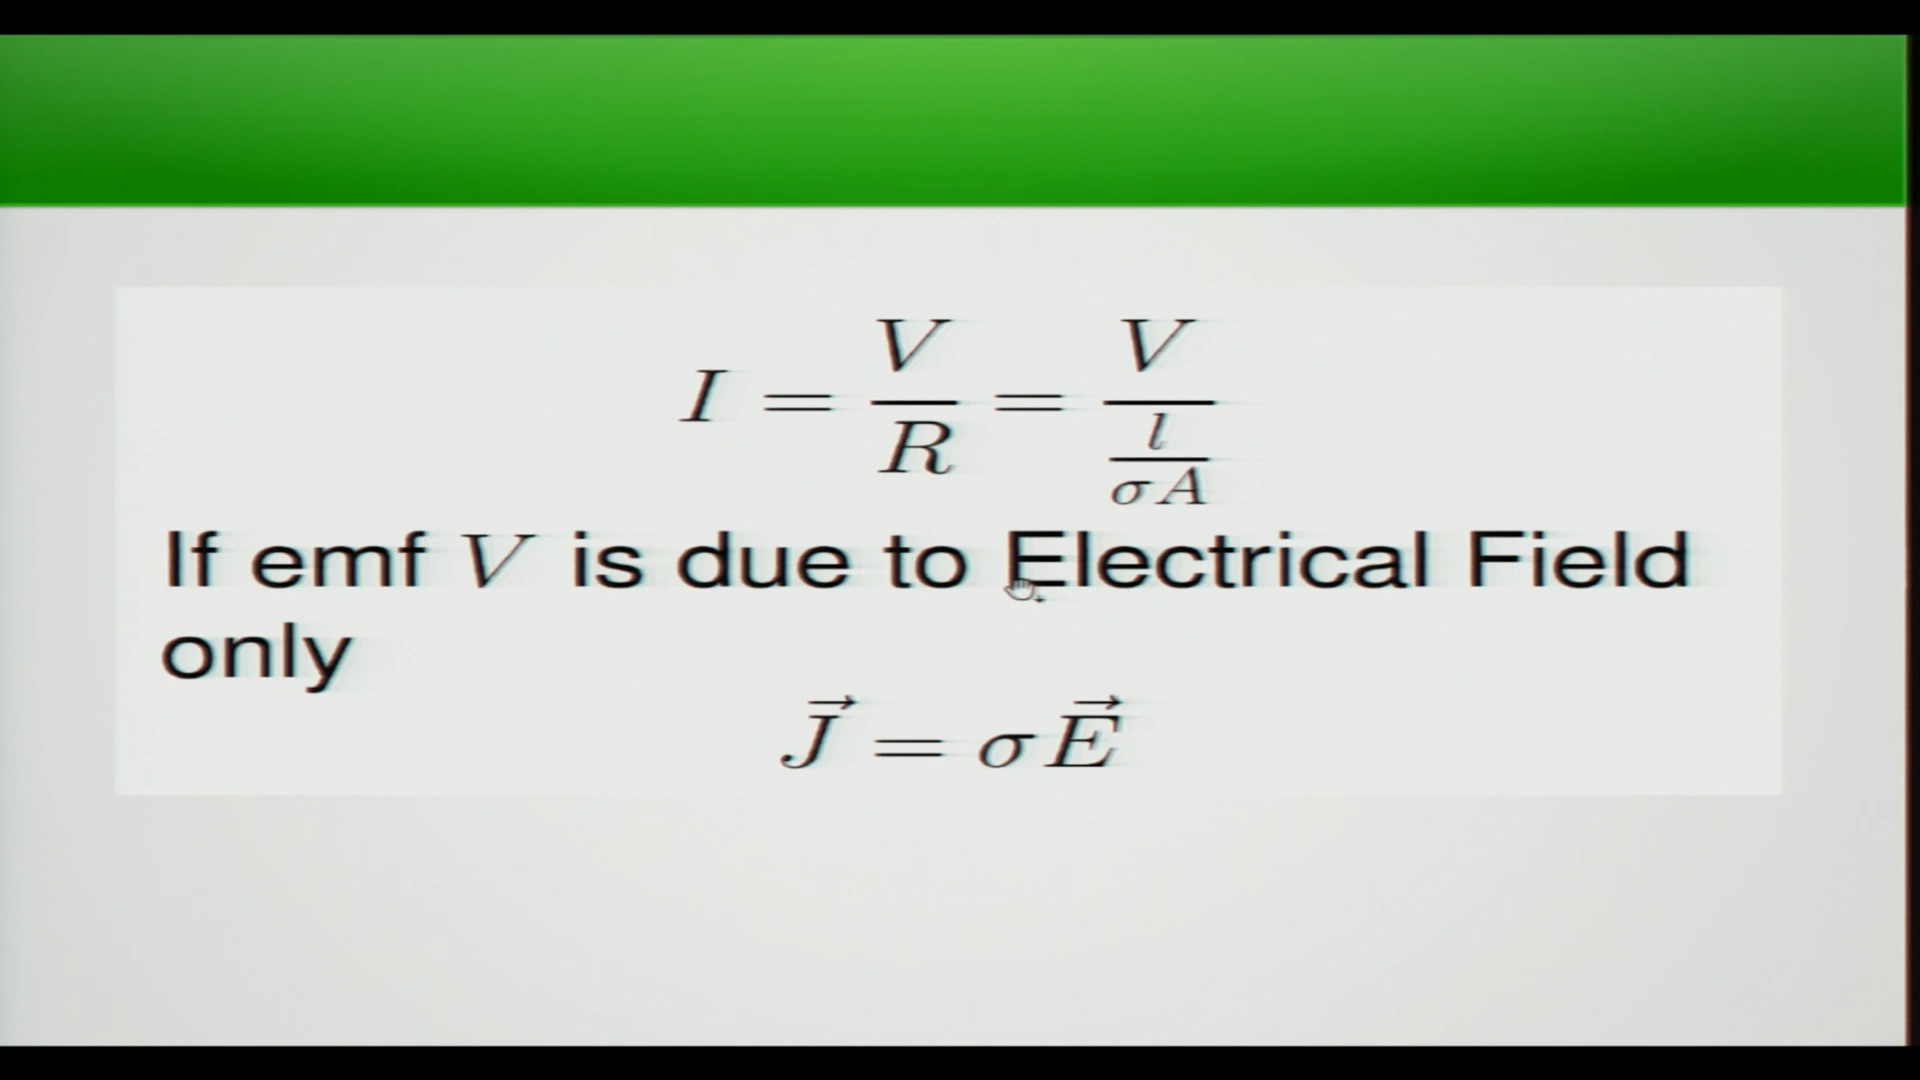 I = V/R = V/(l/σA)
If emf V is due to Electrical Field
only
J⃗ = σE⃗